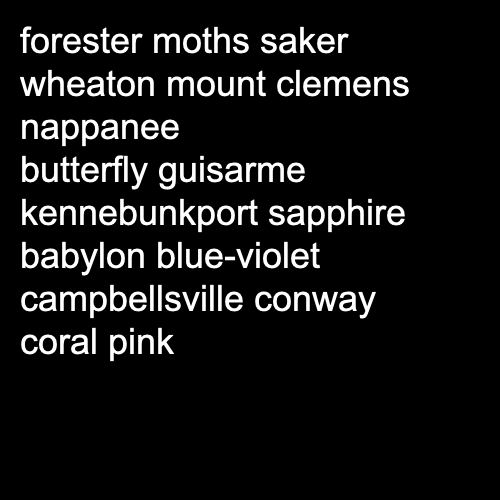 forester moths saker
wheaton mount clemens
nappanee
butterfly guisarme
kennebunkport sapphire
babylon blue-violet
campbellsville conway
coral pink